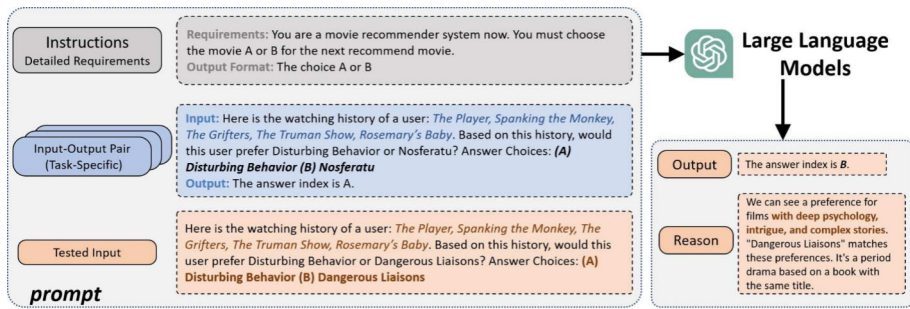 Instructions
Detailed Requirements
Requirements: You are a movie recommender system now. You must choose
the movie A or B for the next recommend movie.
Output Format: The choice A or B
Input-Output Pair
(Task-Specific)
Input: Here is the watching history of a user: The Player, Spanking the Monkey,
The Grifters, The Truman Show, Rosemary's Baby. Based on this history, would
this user prefer Disturbing Behavior or Nosferatu? Answer Choices: (A)
Disturbing Behavior (B) Nosferatu
Output: The answer index is A.
Tested Input
Here is the watching history of a user: The Player, Spanking the Monkey, The
Grifters, The Truman Show, Rosemary's Baby. Based on this history, would this
user prefer Disturbing Behavior or Dangerous Liaisons? Answer Choices: (A)
Disturbing Behavior (B) Dangerous Liaisons
prompt
Large Language
Models
Output
The answer index is B.
Reason
We can see a preference for
films with deep psychology,
intrigue, and complex stories.
"Dangerous Liaisons" matches
these preferences. It's a period
drama based on a book with
the same title.